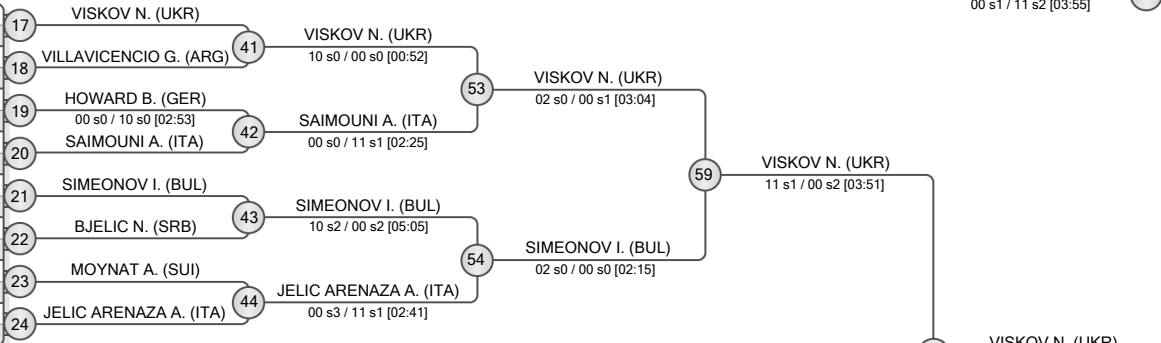 00 s1 / 11 s2 [03:55]
17
VISKOV N. (UKR)
41
VISKOV N. (UKR)
10 s0 / 00 s0 [00:52]
18
VILLAVICENCIO G. (ARG)
53
VISKOV N. (UKR)
02 s0 / 00 s1 [03:04]
19
HOWARD B. (GER)
00 s0 / 10 s0 [02:53]
42
SAIMOUNI A. (ITA)
00 s0 / 11 s1 [02:25]
20
SAIMOUNI A. (ITA)
59
VISKOV N. (UKR)
11 s1 / 00 s2 [03:51]
21
SIMEONOV I. (BUL)
43
SIMEONOV I. (BUL)
10 s2 / 00 s2 [05:05]
22
BJELIC N. (SRB)
54
SIMEONOV I. (BUL)
02 s0 / 00 s0 [02:15]
23
MOYNAT A. (SUI)
44
JELIC ARENAZA A. (ITA)
00 s3 / 11 s1 [02:41]
24
JELIC ARENAZA A. (ITA)
VISKOV N. (UKR)